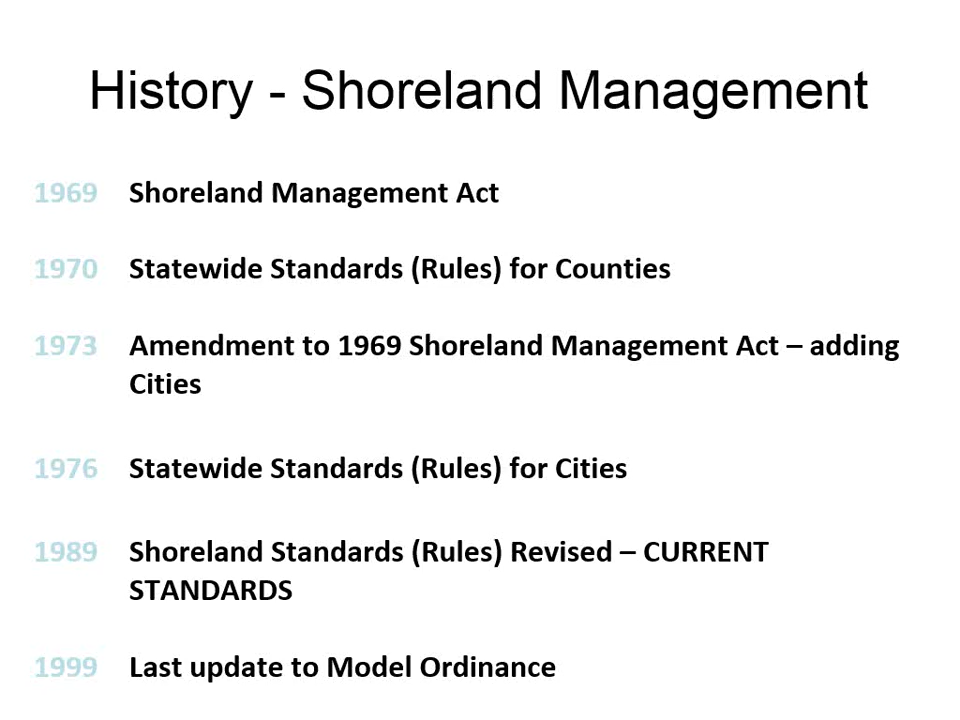 History - Shoreland Management
1969 Shoreland Management Act
1970 Statewide Standards (Rules) for Counties
1973 Amendment to 1969 Shoreland Management Act – adding
Cities
1976 Statewide Standards (Rules) for Cities
1989 Shoreland Standards (Rules) Revised – CURRENT
STANDARDS
1999 Last update to Model Ordinance